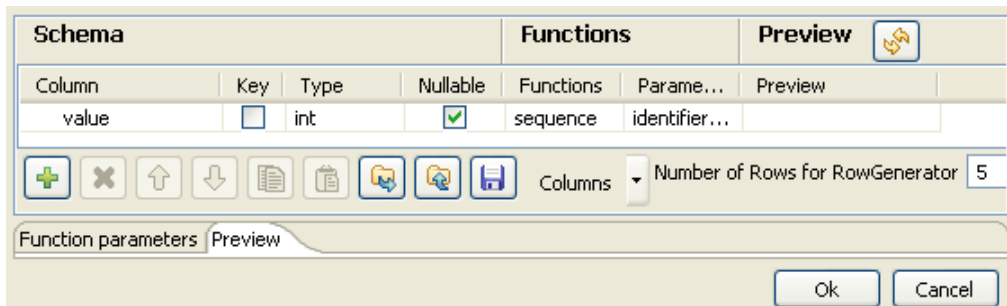 Schema Functions Preview
Column Key Type Nullable Functions Parame... Preview
value int sequence identifier...
Columns Number of Rows for RowGenerator 5
Function parameters Preview
Ok Cancel